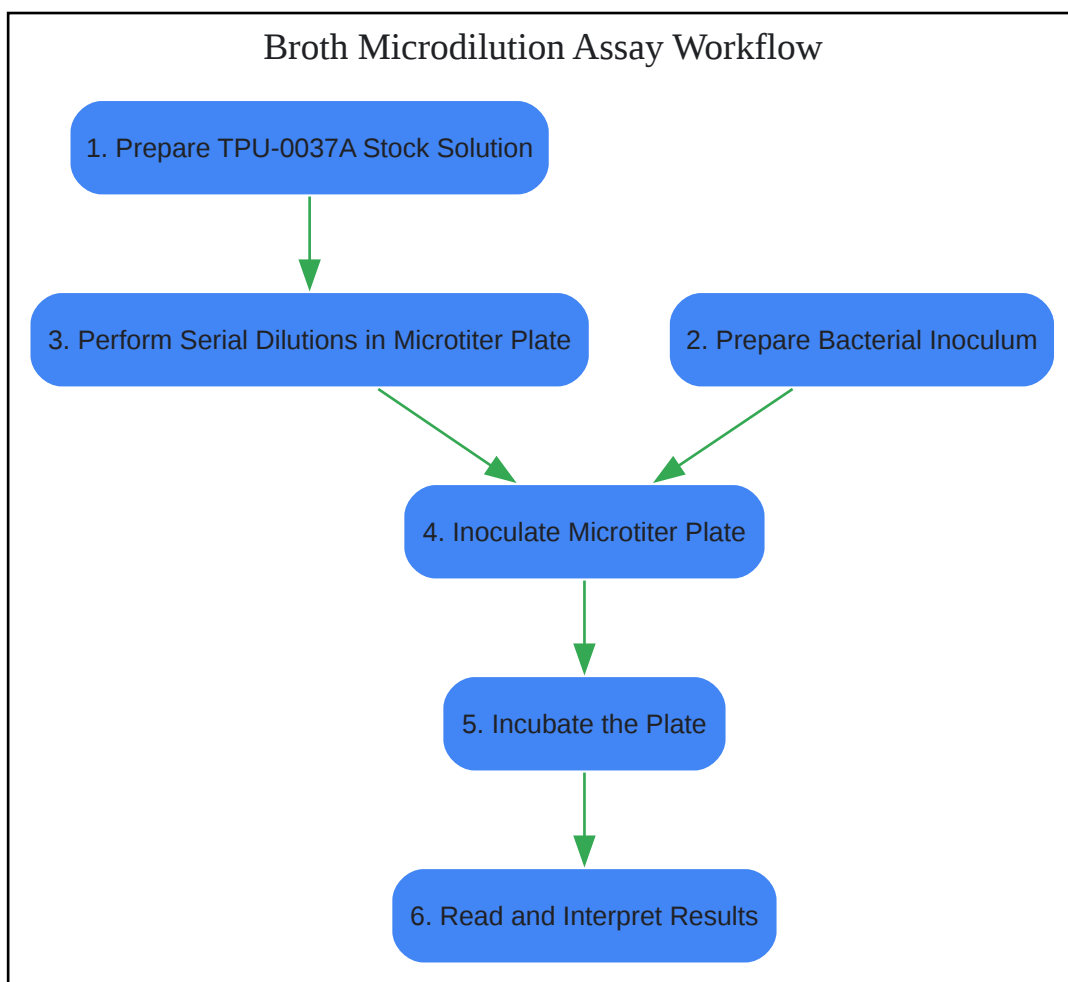 Broth Microdilution Assay Workflow
1. Prepare TPU-0037A Stock Solution
3. Perform Serial Dilutions in Microtiter Plate
2. Prepare Bacterial Inoculum
4. Inoculate Microtiter Plate
5. Incubate the Plate
6. Read and Interpret Results